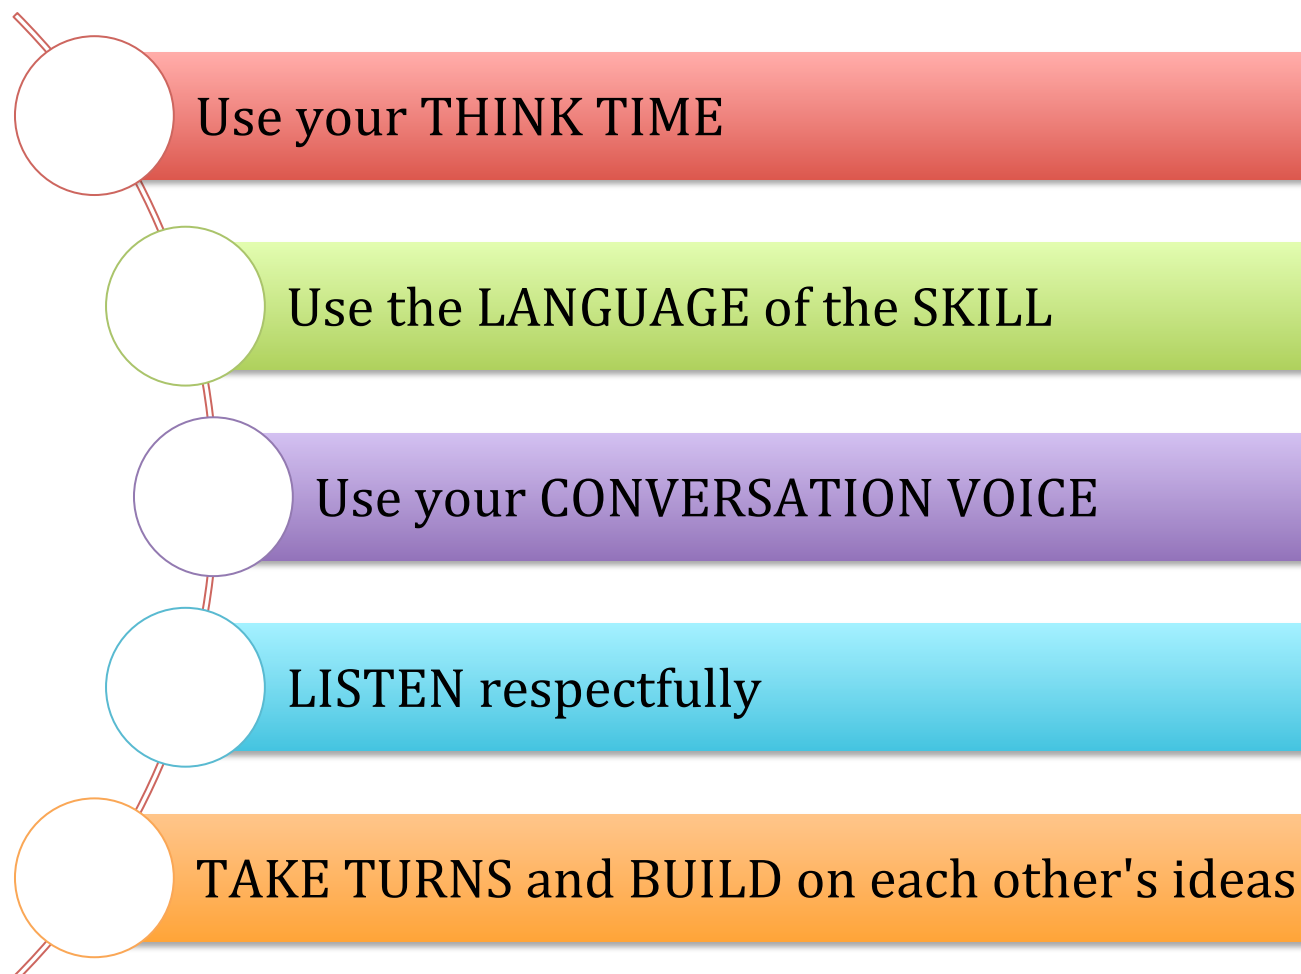 Use your THINK TIME
Use the LANGUAGE of the SKILL
Use your CONVERSATION VOICE
LISTEN respectfully
TAKE TURNS and BUILD on each other's ideas